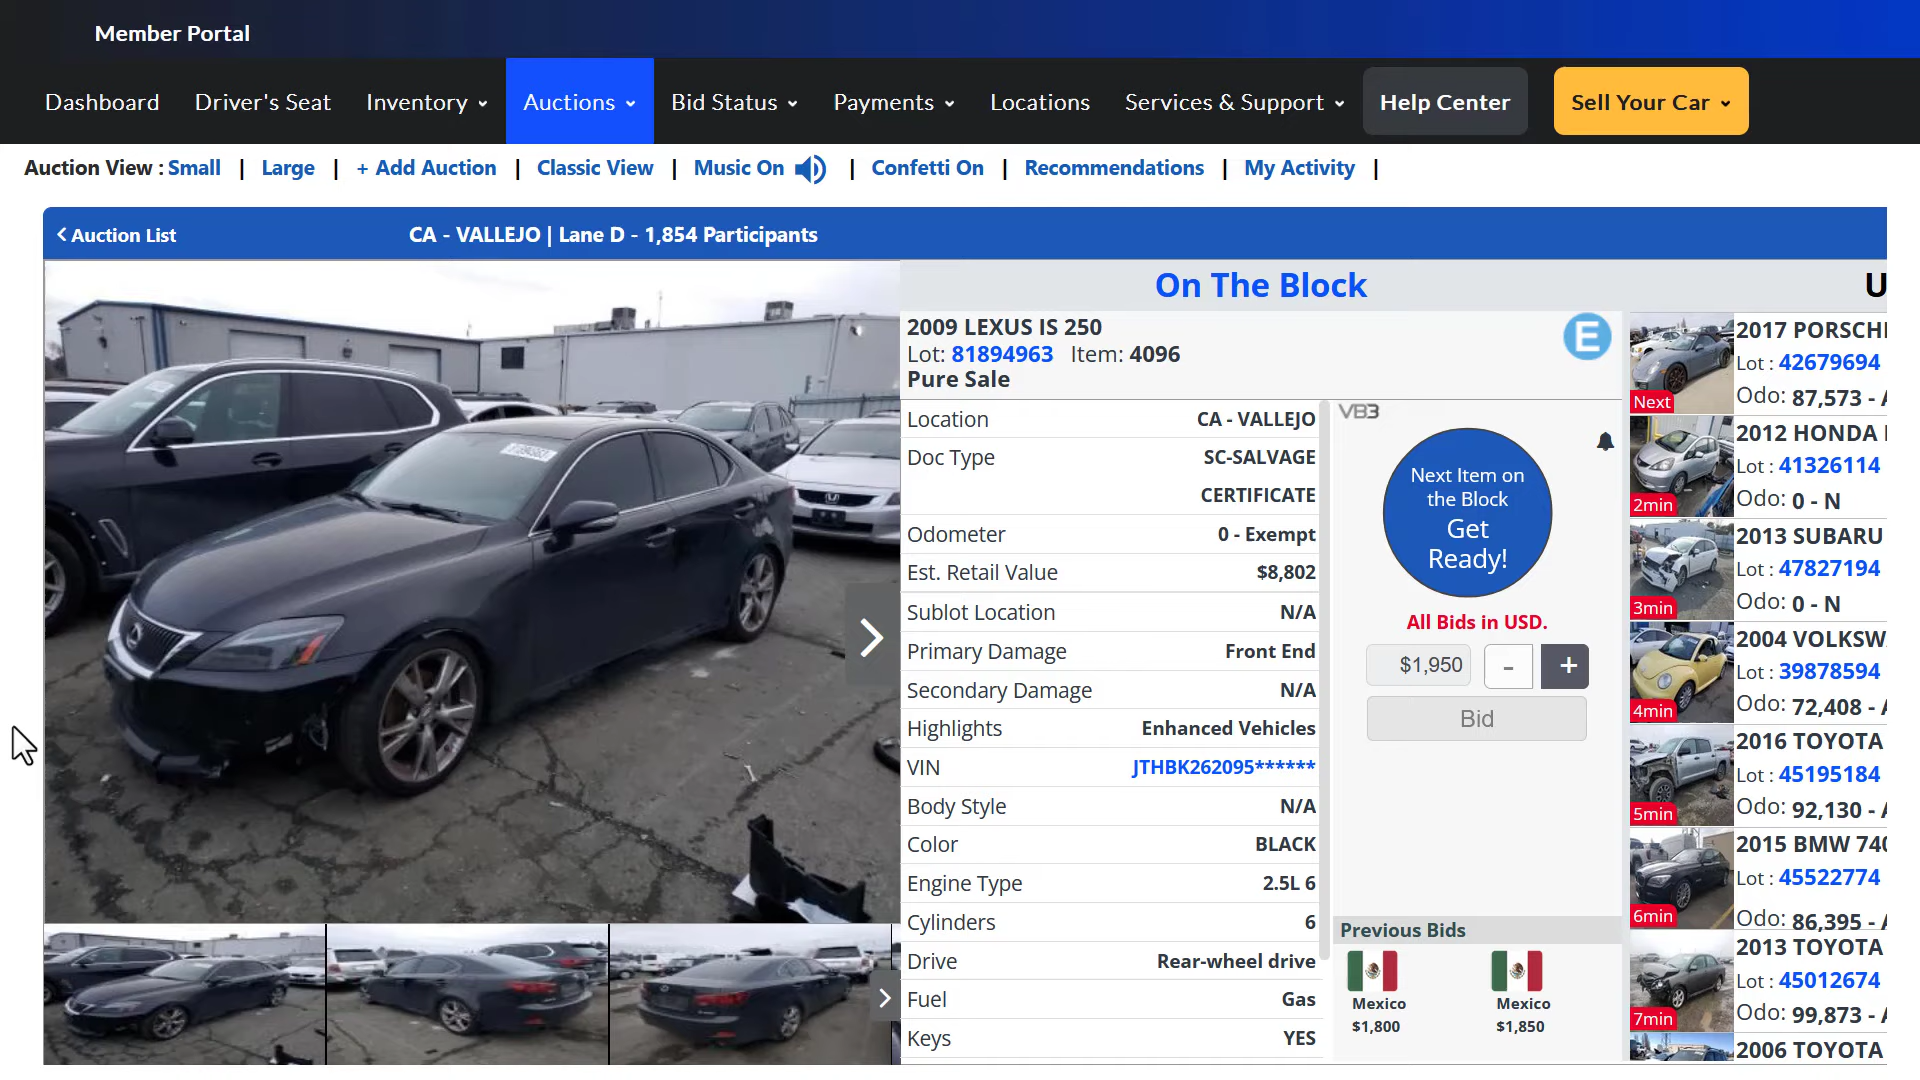 Member Portal
Dashboard Driver's Seat Inventory Auctions Bid Status Payments Locations Services & Support Help Center Sell Your Car
Auction View : Small | Large | + Add Auction | Classic View | Music On | Confetti On | Recommendations | My Activity |
Auction List
CA - VALLEJO | Lane D - 1,854 Participants
On The Block
2009 LEXUS IS 250
Lot: 81894963 Item: 4096
Pure Sale
E
Location CA - VALLEJO
Doc Type SC-SALVAGE
CERTIFICATE
Odometer 0 - Exempt
Est. Retail Value $8,802
Sublot Location N/A
Primary Damage Front End
Secondary Damage N/A
Highlights Enhanced Vehicles
VIN JTHBK262095******
Body Style N/A
Color BLACK
Engine Type 2.5L 6
Cylinders 6
Drive Rear-wheel drive
Fuel Gas
Keys YES
VB3
Next Item on
the Block
Get
Ready!
All Bids in USD.
$1,950 - +
Bid
Previous Bids
Mexico Mexico
$1,800 $1,850
U
2017 PORSCH
Lot : 42679694
Odo: 87,573 - A
Next
2012 HONDA
Lot : 41326114
Odo: 0 - N
2min
2013 SUBARU
Lot : 47827194
Odo: 0 - N
3min
2004 VOLKSW
Lot : 39878594
Odo: 72,408 - A
4min
2016 TOYOTA
Lot : 45195184
Odo: 92,130 - A
5min
2015 BMW 740
Lot : 45522774
Odo: 86,395 - A
6min
2013 TOYOTA
Lot : 45012674
Odo: 99,873 - A
7min
2006 TOYOTA